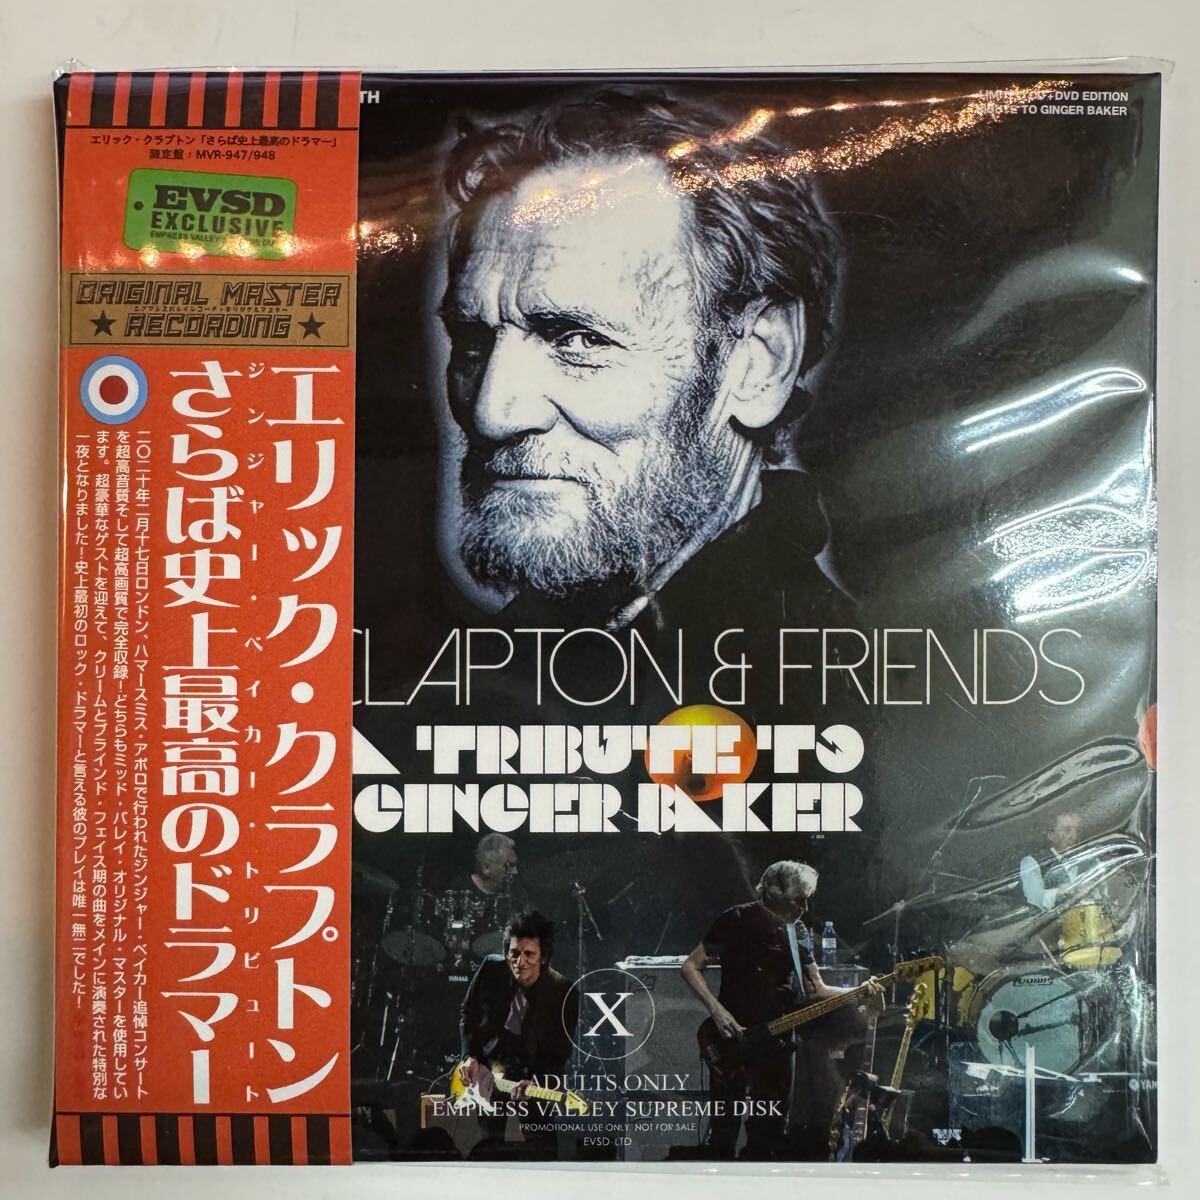 エリック・クラプトン「さらば史上最高のドラマー」
限定盤：MVR-947/948
EVSD
EXCLUSIVE
EMPRESS VALLEY
ORIGINAL MASTER
RECORDING
エリック・クラプトン
ジンジャー・ベイカー・トリビュート
さらば史上最高のドラマー
二〇二十年二月十七日ロンドン、ハマースミス・アポロで行われたジンジャー・ベイカー追悼コンサート
を超高音質そして超高画質で完全収録！どちらもミッド・バレイ・オリジナル・マスターを使用してい
ます。超豪華なゲストを迎えて、クリームとブラインド・フェイス期の曲をメインに演奏された特別な
一夜となりました！史上最初のロック・ドラマーと言える彼のプレイは唯一無二でした！
TH
+DVD EDITION
TO GINGER BAKER
CLAPTON & FRIENDS
A TRIBUTE TO
GINGER BAKER
YAMAHA
LUDWIG
YAM
X
ADULTS ONLY
EMPRESS VALLEY SUPREME DISK
PROMOTIONAL USE ONLY NOT FOR SALE
EVSD-LTD